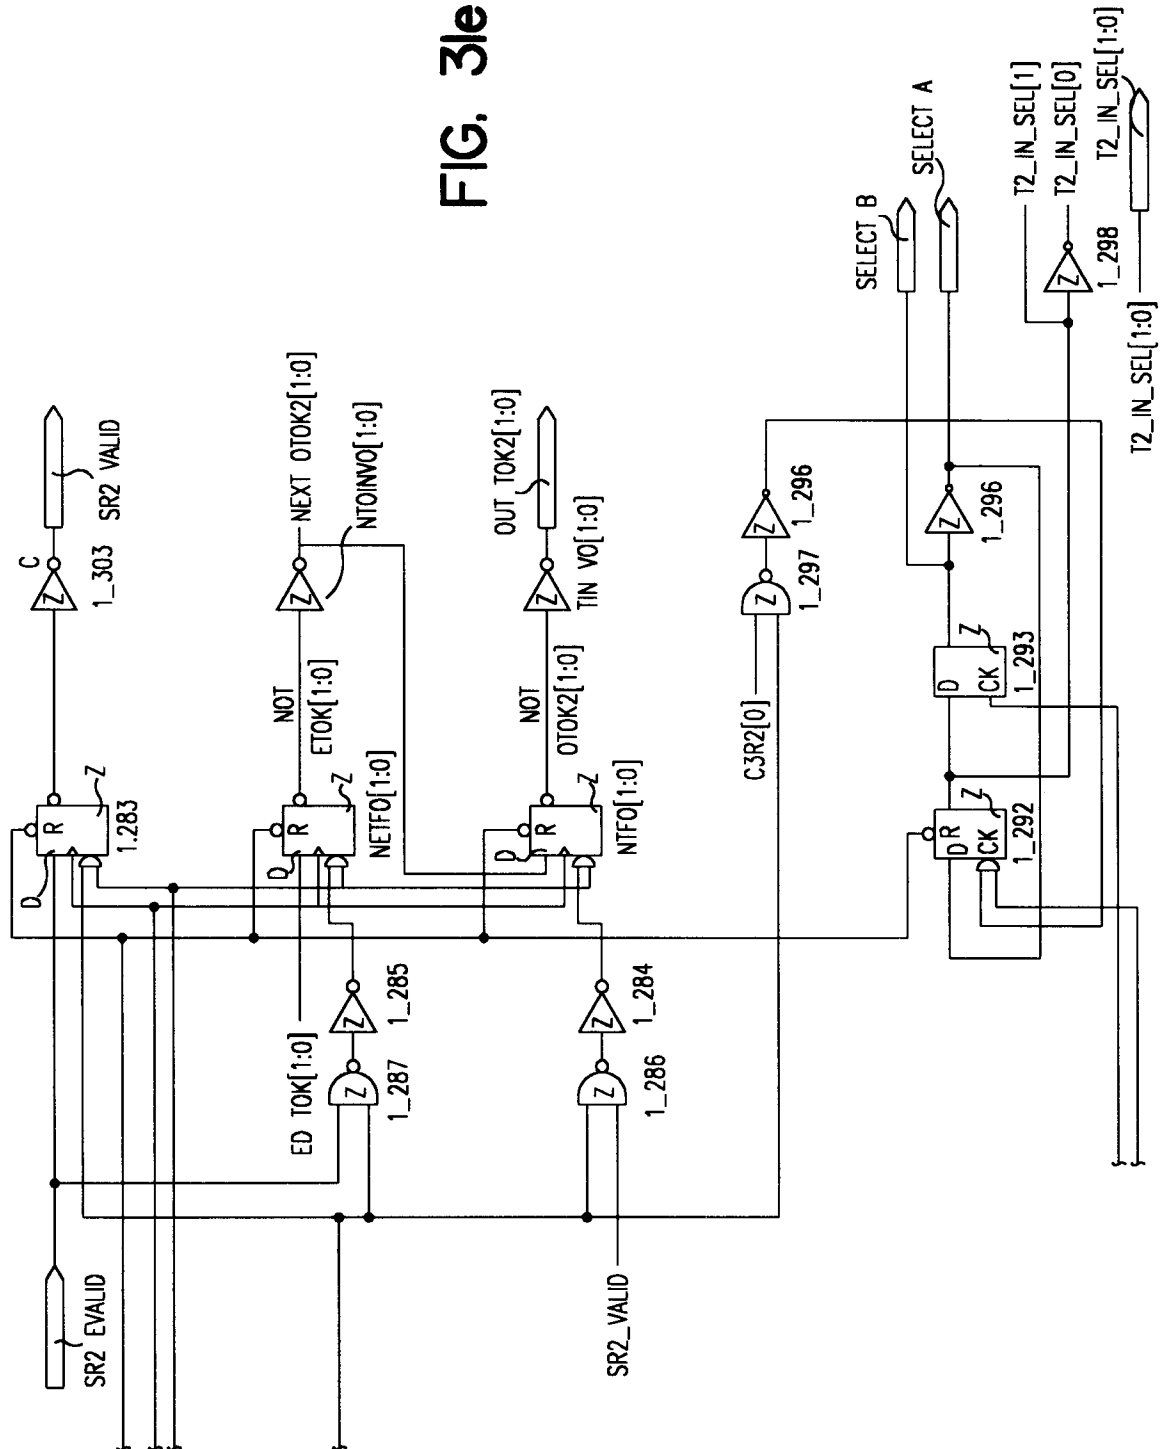 FIG. 3le
SR2 EVALID
D
R
Z
1.283
Z
C
1_303
SR2 VALID
ED TOK[1:0]
Z
1_287
Z
1_285
D
R
Z
NETFO[1:0]
NOT
ETOK[1:0]
Z
NEXT OTOK2[1:0]
NTOINVO[1:0]
SR2_VALID
Z
1_286
Z
1_284
D
R
Z
NTFO[1:0]
NOT
OTOK2[1:0]
Z
TIN VO[1:0]
OUT TOK2[1:0]
C3R2[0]
Z
1_297
Z
1_296
D R
CK
Z
1_292
D
CK
Z
1_293
Z
1_296
SELECT B
SELECT A
Z
1_298
T2_IN_SEL[1]
T2_IN_SEL[0]
T2_IN_SEL[1:0]
T2_IN_SEL[1:0]